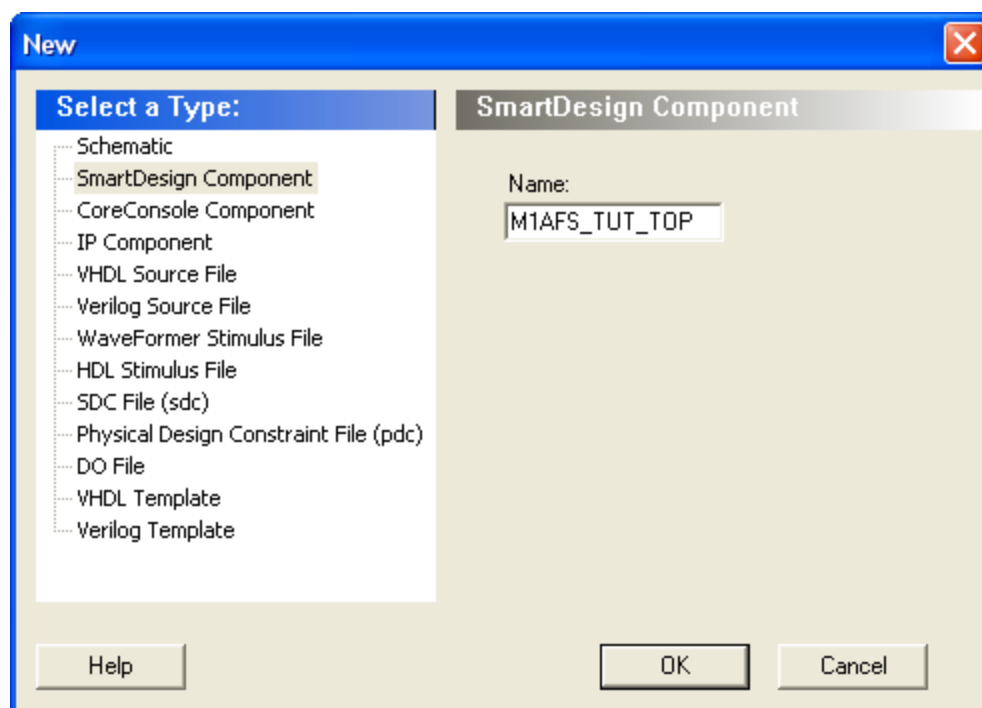 New
Select a Type:
Schematic
SmartDesign Component
CoreConsole Component
IP Component
VHDL Source File
Verilog Source File
WaveFormer Stimulus File
HDL Stimulus File
SDC File (sdc)
Physical Design Constraint File (pdc)
DO File
VHDL Template
Verilog Template
SmartDesign Component
Name:
M1AFS_TUT_TOP
Help
OK
Cancel